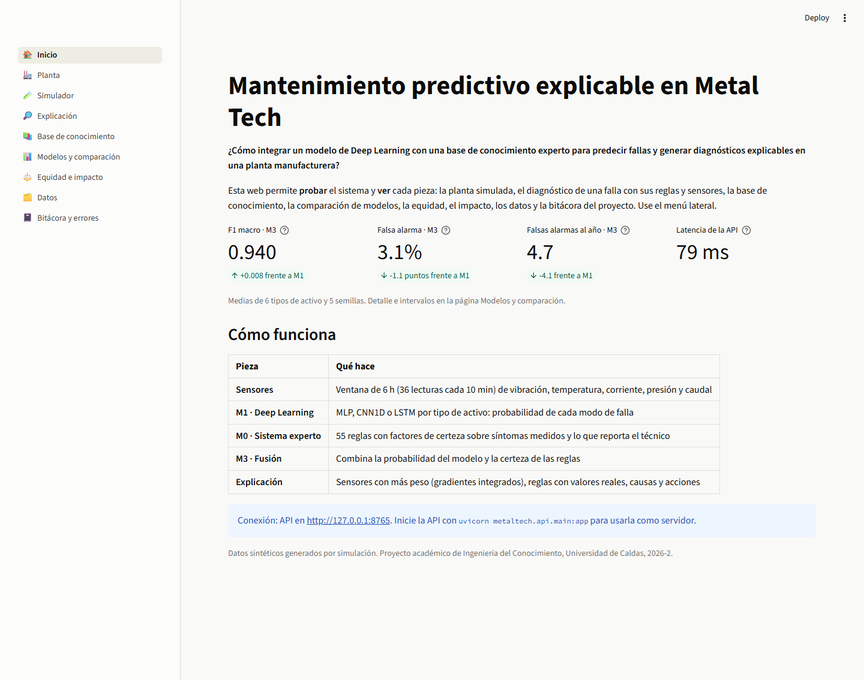 Deploy
Inicio
Planta
Simulador
Explicación
Base de conocimiento
Modelos y comparación
Equidad e impacto
Datos
Bitácora y errores
Mantenimiento predictivo explicable en Metal
Tech
¿Cómo integrar un modelo de Deep Learning con una base de conocimiento experto para predecir fallas y generar diagnósticos explicables en
una planta manufacturera?
Esta web permite probar el sistema y ver cada pieza: la planta simulada, el diagnóstico de una falla con sus reglas y sensores, la base de
conocimiento, la comparación de modelos, la equidad, el impacto, los datos y la bitácora del proyecto. Use el menú lateral.
F1 macro · M3
0.940
↑ +0.008 frente a M1
Falsa alarma · M3
3.1%
↓ -1.1 puntos frente a M1
Falsas alarmas al año · M3
4.7
↓ -4.1 frente a M1
Latencia de la API
79 ms
Medias de 6 tipos de activo y 5 semillas. Detalle e intervalos en la página Modelos y comparación.
Cómo funciona
Pieza Qué hace
Sensores Ventana de 6 h (36 lecturas cada 10 min) de vibración, temperatura, corriente, presión y caudal
M1 · Deep Learning MLP, CNN1D o LSTM por tipo de activo: probabilidad de cada modo de falla
M0 · Sistema experto 55 reglas con factores de certeza sobre síntomas medidos y lo que reporta el técnico
M3 · Fusión Combina la probabilidad del modelo y la certeza de las reglas
Explicación Sensores con más peso (gradientes integrados), reglas con valores reales, causas y acciones
Conexión: API en http://127.0.0.1:8765. Inicie la API con uvicorn metaltech.api.main:app para usarla como servidor.
Datos sintéticos generados por simulación. Proyecto académico de Ingeniería del Conocimiento, Universidad de Caldas, 2026-2.